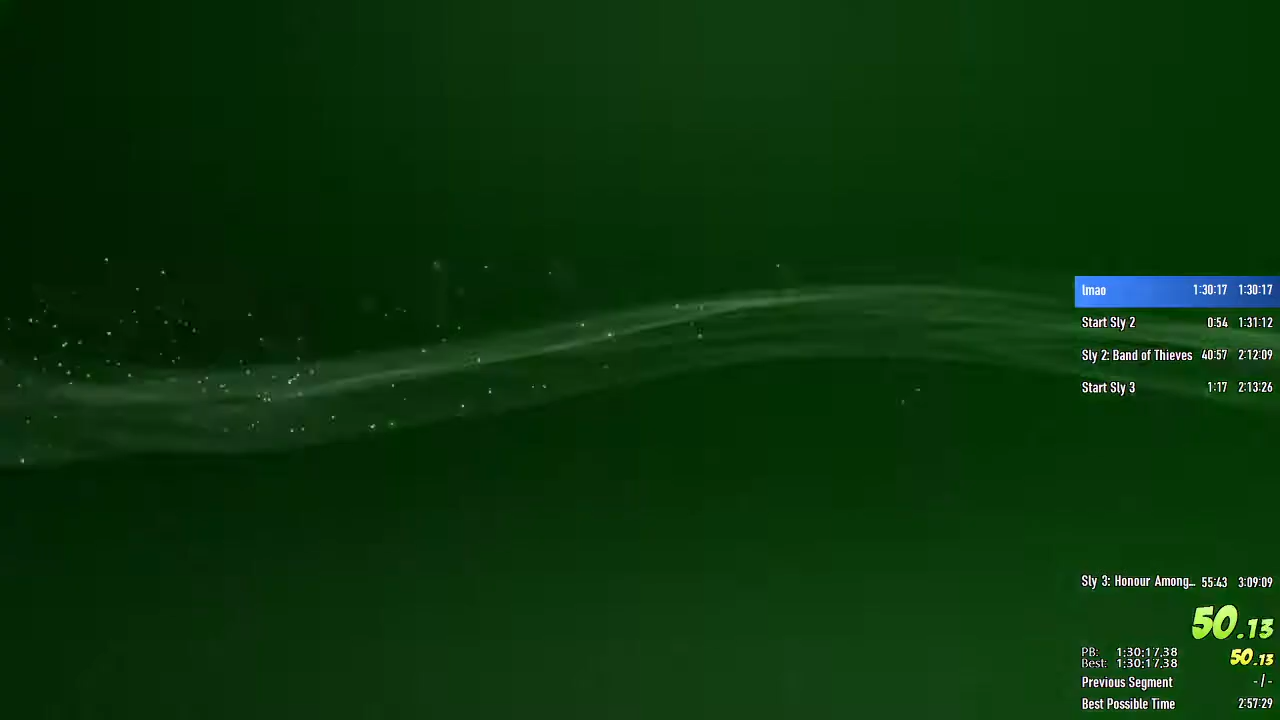 lmao 1:30:17 1:30:17
Start Sly 2 0:54 1:31:12
Sly 2: Band of Thieves 40:57 2:12:09
Start Sly 3 1:17 2:13:26
Sly 3: Honour Among... 55:43 3:09:09
50.13
PB: 1:30:17.38
Best: 1:30:17.38 50.13
Previous Segment - / -
Best Possible Time 2:57:29